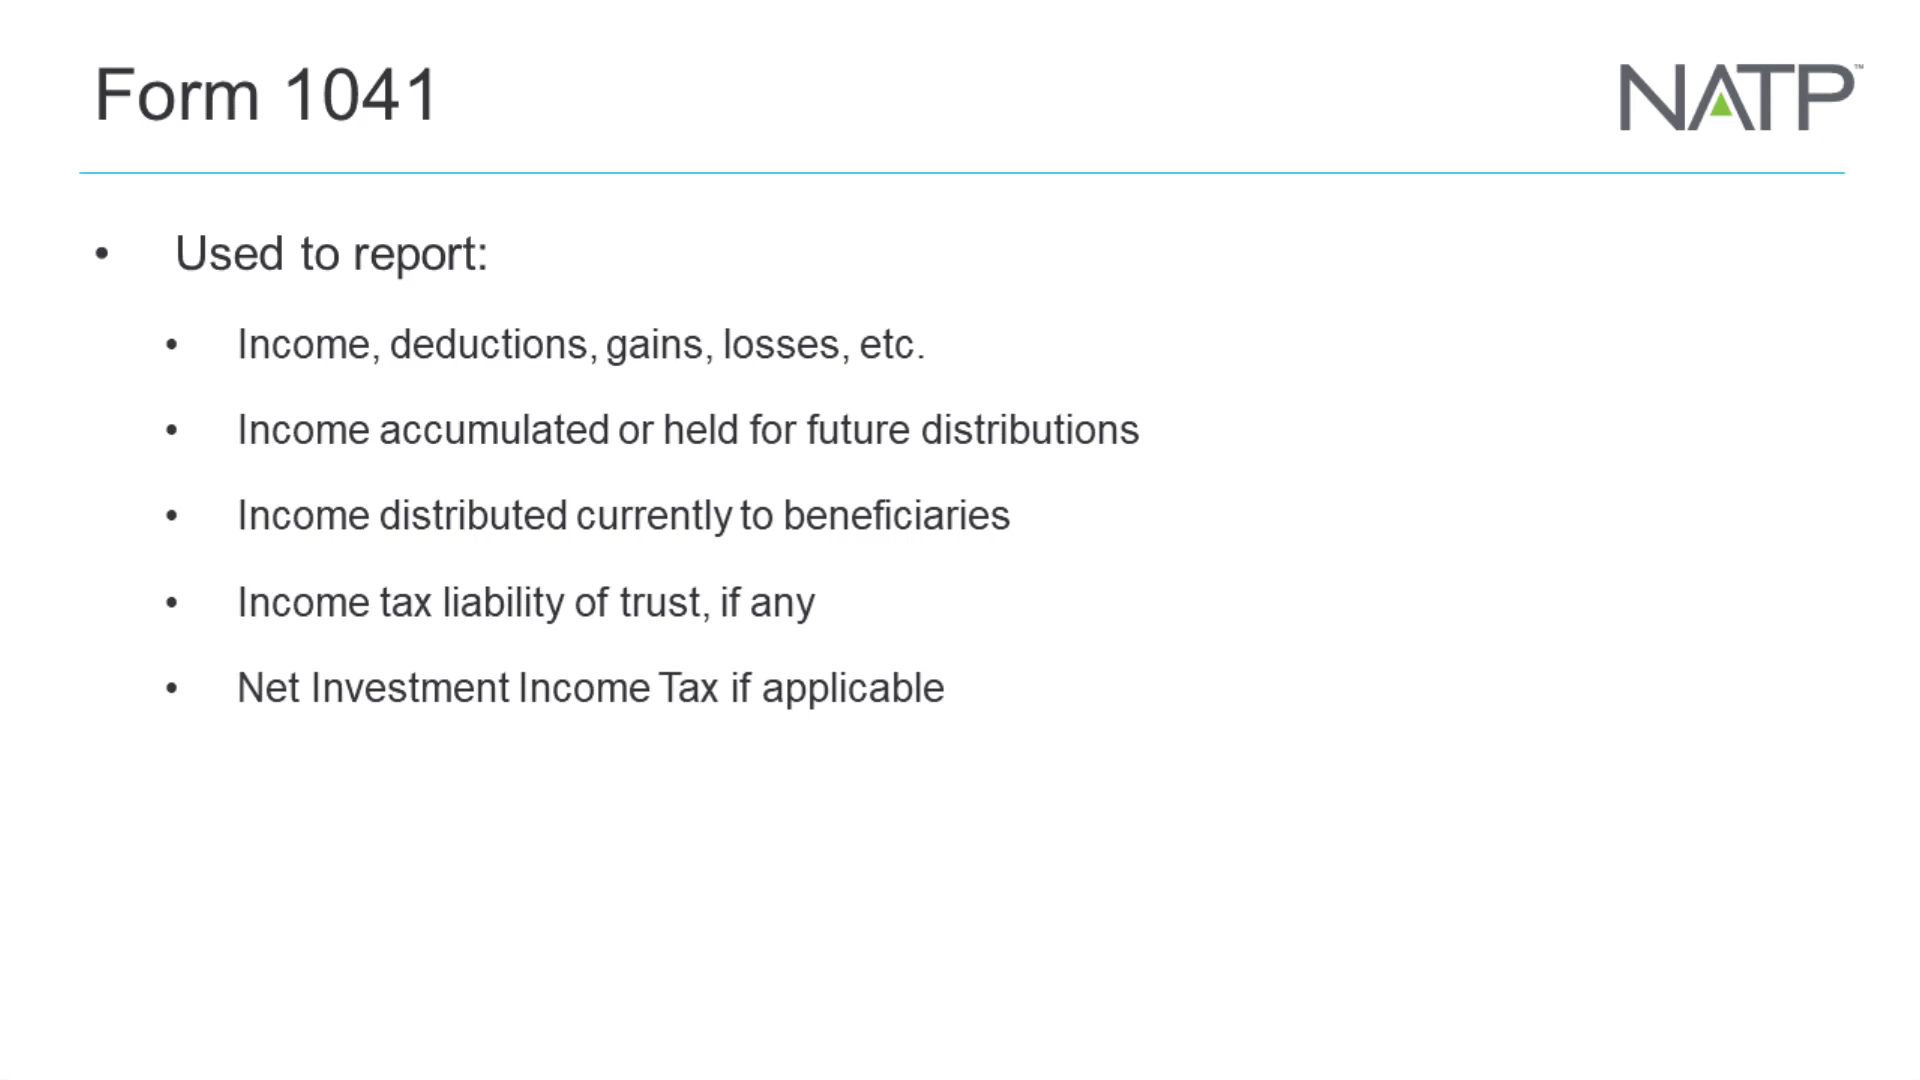 Form 1041
NATP™
• Used to report:
• Income, deductions, gains, losses, etc.
• Income accumulated or held for future distributions
• Income distributed currently to beneficiaries
• Income tax liability of trust, if any
• Net Investment Income Tax if applicable